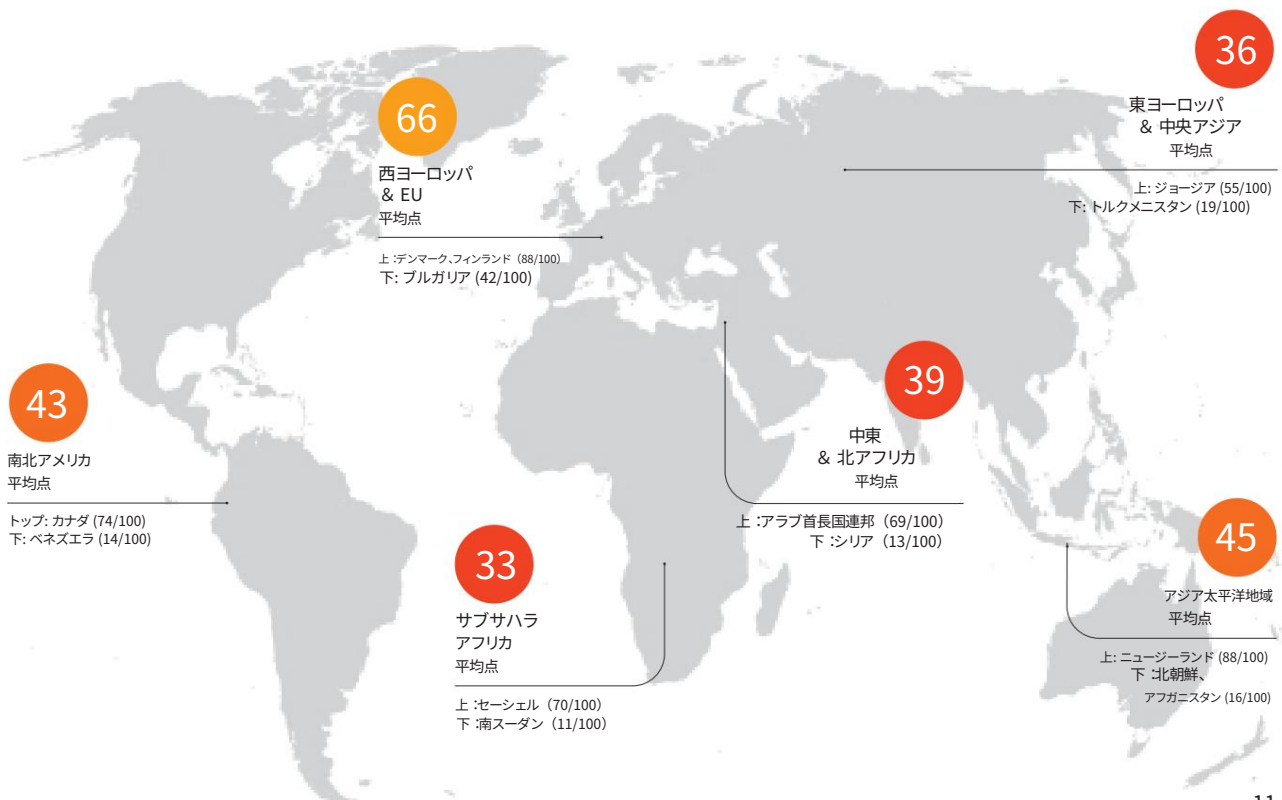 36
東ヨーロッパ
& 中央アジア
平均点
上: ジョージア (55/100)
下: トルクメニスタン (19/100)
66
西ヨーロッパ
& EU
平均点
上 :デンマーク、フィンランド（88/100）
下: ブルガリア (42/100)
43
南北アメリカ
平均点
トップ: カナダ (74/100)
下: ベネズエラ (14/100)
39
中東
& 北アフリカ
平均点
上 :アラブ首長国連邦（69/100）
下 :シリア（13/100）
33
サブサハラ
アフリカ
平均点
上 :セーシェル（70/100）
下 :南スーダン（11/100）
45
アジア太平洋地域
平均点
上: ニュージーランド (88/100)
下 :北朝鮮、
アフガニスタン (16/100)
11